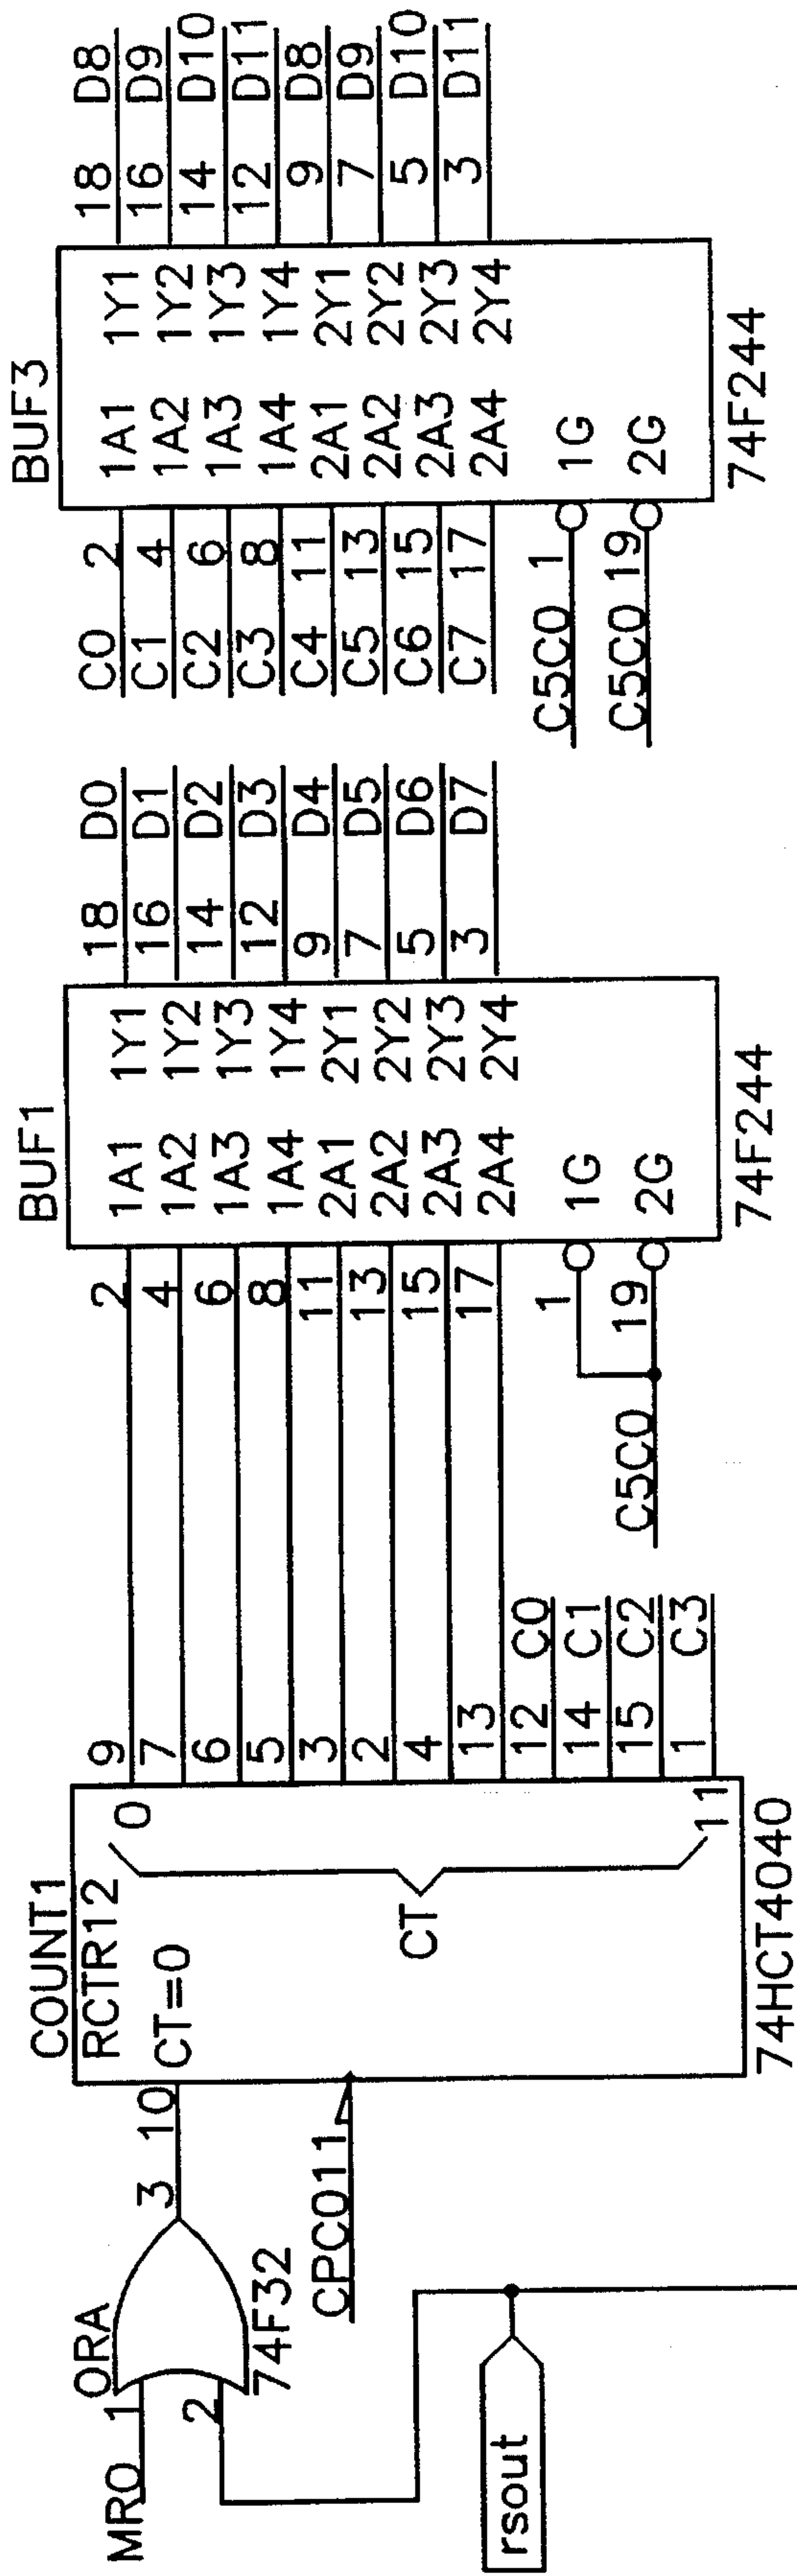 MR0 1
2
ORA
3 10
74F32
CPC011 11
rsout
COUNT1
RCTR12
CT=0
CT
0
11
74HCT4040
9
7
6
5
3
2
4
13
12 C0
14 C1
15 C2
1 C3
BUF1
2 1A1 1Y1 18 D0
4 1A2 1Y2 16 D1
6 1A3 1Y3 14 D2
8 1A4 1Y4 12 D3
11 2A1 2Y1 9 D4
13 2A2 2Y2 7 D5
15 2A3 2Y3 5 D6
17 2A4 2Y4 3 D7
1 1G
C5C0 19 2G
74F244
BUF3
C0 2 1A1 1Y1 18 D8
C1 4 1A2 1Y2 16 D9
C2 6 1A3 1Y3 14 D10
C3 8 1A4 1Y4 12 D11
C4 11 2A1 2Y1 9 D8
C5 13 2A2 2Y2 7 D9
C6 15 2A3 2Y3 5 D10
C7 17 2A4 2Y4 3 D11
C5C0 1 1G
C5C0 19 2G
74F244